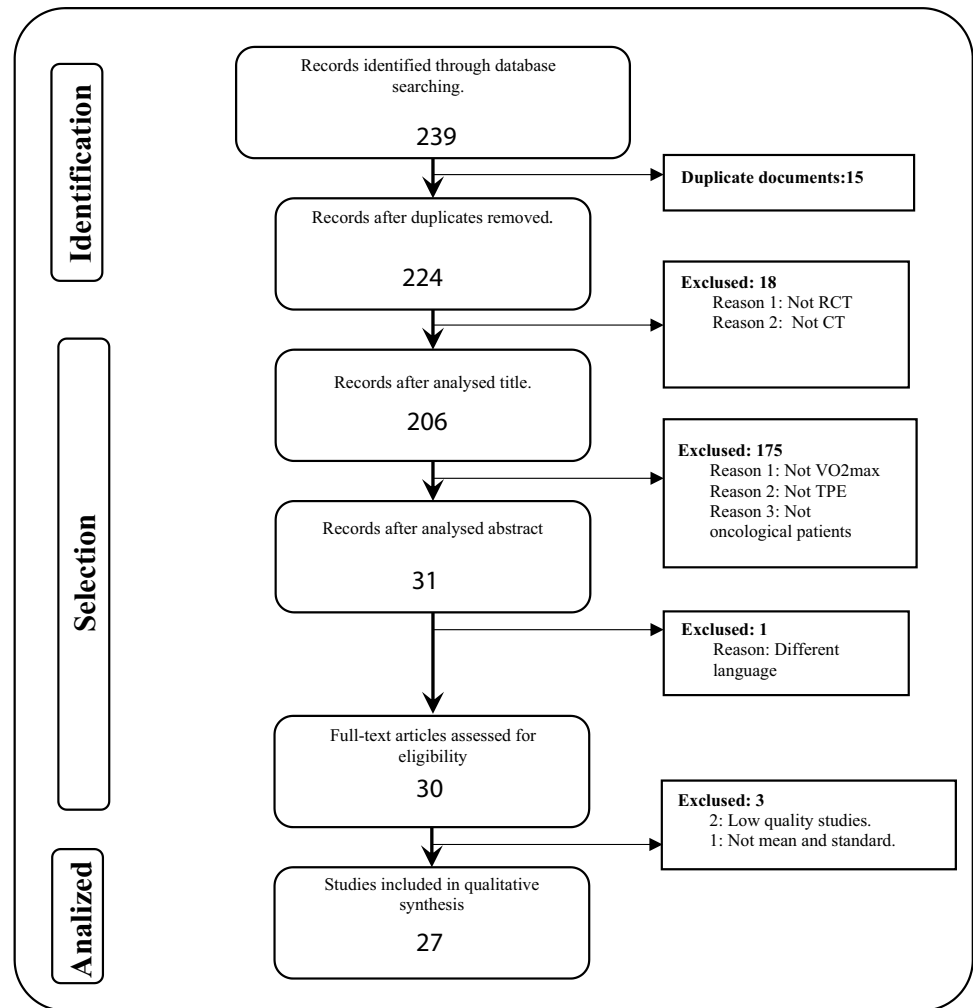 Identification
Records identified through database
searching.
239
Duplicate documents:15
Records after duplicates removed.
224
Excluded: 18
Reason 1: Not RCT
Reason 2: Not CT
Selection
Records after analysed title.
206
Excluded: 175
Reason 1: Not VO2max
Reason 2: Not TPE
Reason 3: Not
oncological patients
Records after analysed abstract
31
Excluded: 1
Reason: Different
language
Full-text articles assessed for
eligibility
30
Excluded: 3
2: Low quality studies.
1: Not mean and standard.
Analized
Studies included in qualitative
synthesis
27